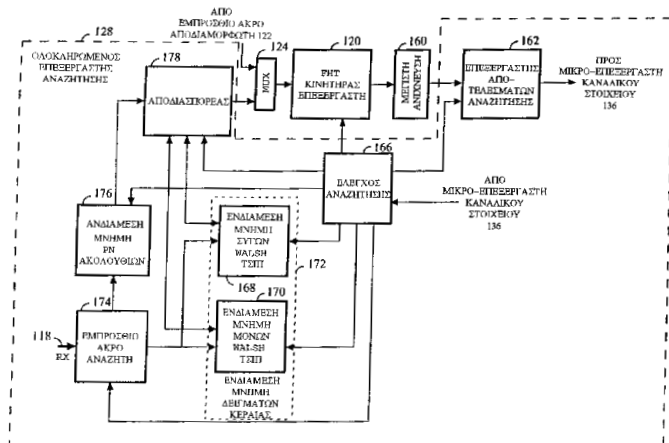 128
ΟΛΟΚΛΗΡΩΜΕΝΟΣ
ΕΠΕΞΕΡΓΑΣΤΗΣ
ΑΝΑΖΗΤΗΣΗΣ
178
ΑΠΟΔΙΑΣΠΟΡΕΑΣ
ΑΠΟ
ΕΜΠΡΟΣΘΙΟ ΑΚΡΟ
ΑΠΟΔΙΑΜΟΡΦΩΤΗ 122
124
MUX
120
FHT
ΚΙΝΗΤΗΡΑΣ
ΕΠΕΞΕΡΓΑΣΤΗ
160
ΜΕΓΙΣΤΗ
ΑΝΙΧΝΕΥΣΗ
162
ΕΠΕΞΕΡΓΑΣΤΗΣ
ΑΠΟ-
ΤΕΛΕΣΜΑΤΩΝ
ΑΝΑΖΗΤΗΣΗΣ
ΠΡΟΣ
ΜΙΚΡΟ-ΕΠΕΞΕΡΓΑΣΤΗ
ΚΑΝΑΛΙΚΟΥ
ΣΤΟΙΧΕΙΟΥ
136
166
ΕΛΕΓΧΟΣ
ΑΝΑΖΗΤΗΣΗΣ
ΑΠΟ
ΜΙΚΡΟ-ΕΠΕΞΕΡΓΑΣΤΗ
ΚΑΝΑΛΙΚΟΥ
ΣΤΟΙΧΕΙΟΥ
136
176
ΑΝΔΙΑΜΕΣΗ
ΜΝΗΜΗ
PN
ΑΚΟΛΟΥΘΙΩΝ
ΕΝΔΙΑΜΕΣΗ
ΜΝΗΜΗ
ΖΥΓΩΝ
WALSH
ΤΣΙΠ
168
172
170
ΕΝΔΙΑΜΕΣΗ
ΜΝΗΜΗ
ΜΟΝΩΝ
WALSH
ΤΣΙΠ
174
ΕΜΠΡΟΣΘΙΟ
ΑΚΡΟ
ΑΝΑΖΗΤΗ
118
RX
ΕΝΔΙΑΜΕΣΗ
ΜΝΗΜΗ
ΔΕΙΓΜΑΤΩΝ
ΚΕΡΑΙΑΣ